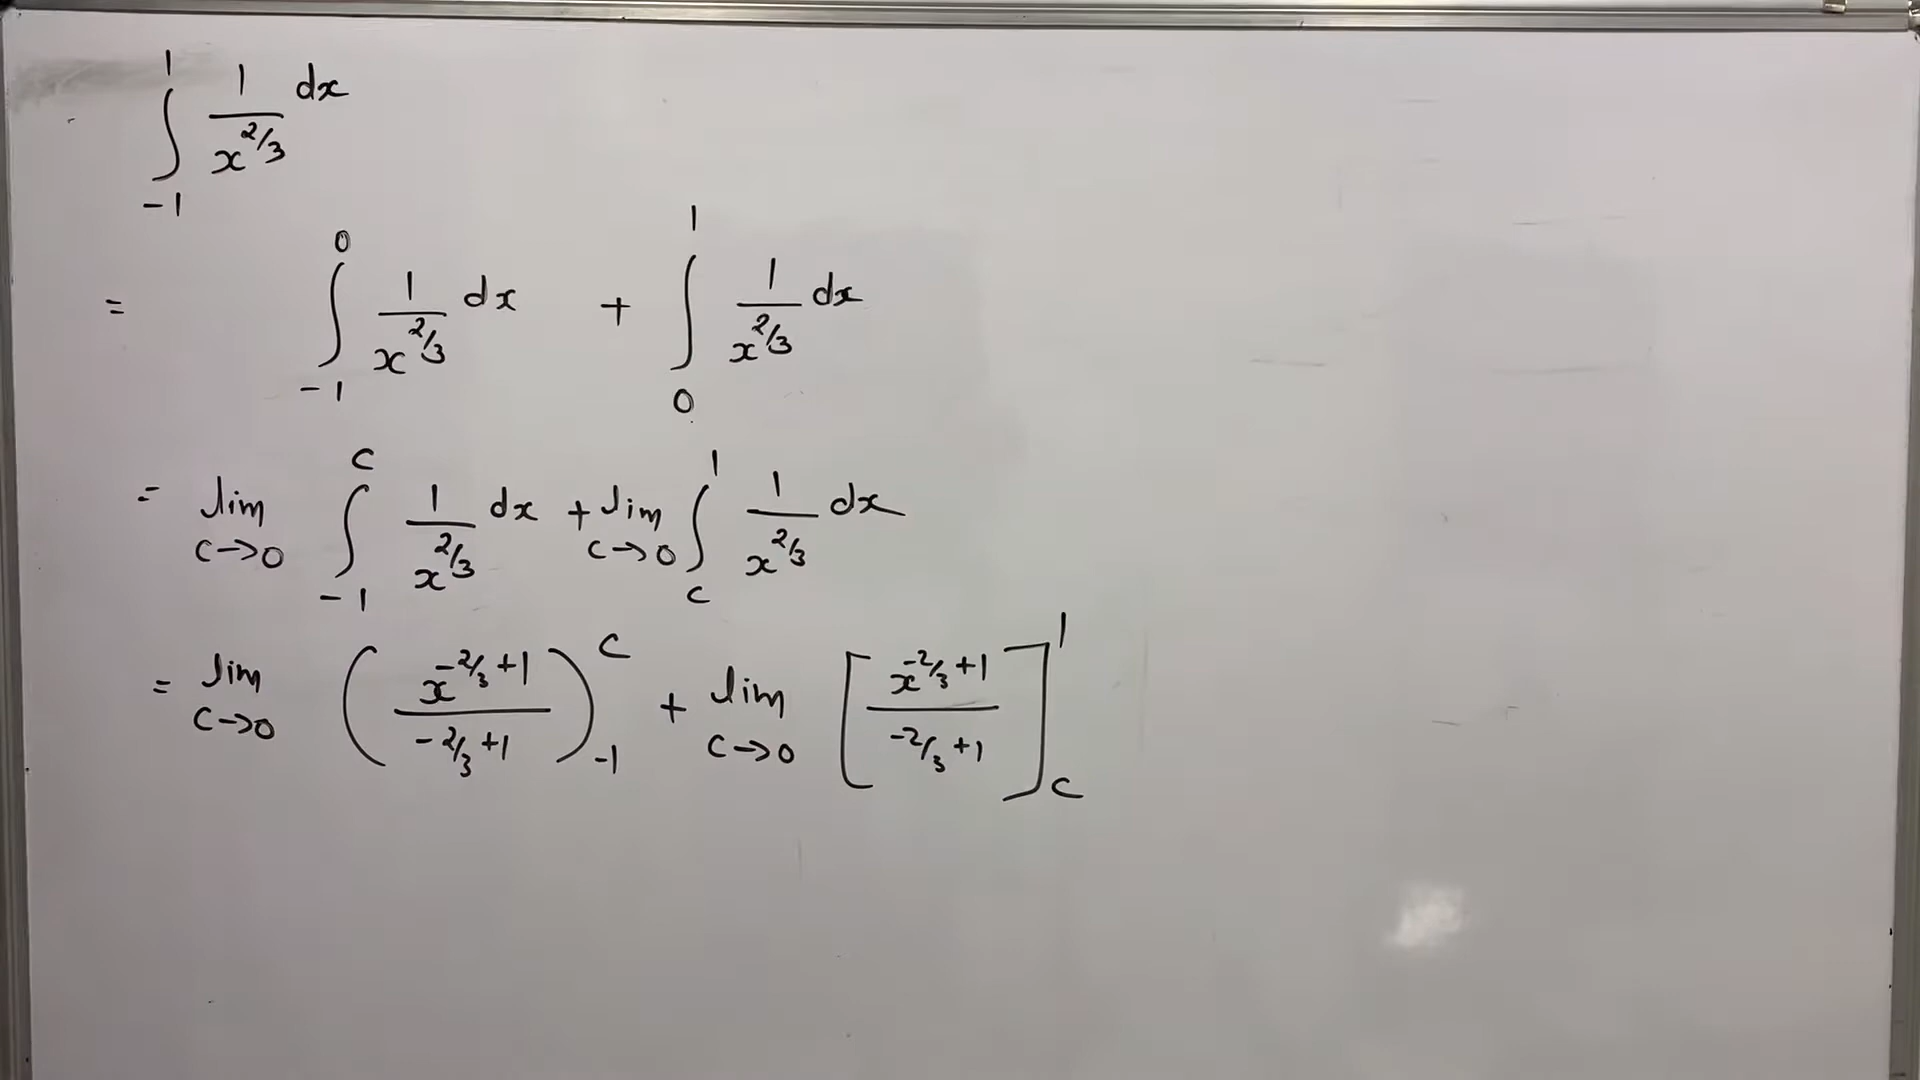 ∫_{-1}^{1} 1/x^{2/3} dx
= ∫_{-1}^{0} 1/x^{2/3} dx + ∫_{0}^{1} 1/x^{2/3} dx
= lim_{c→0} ∫_{-1}^{c} 1/x^{2/3} dx + lim_{c→0} ∫_{c}^{1} 1/x^{2/3} dx
= lim_{c→0} (x^{-2/3+1}/(-2/3+1))_{-1}^{c} + lim_{c→0} [x^{-2/3+1}/(-2/3+1)]_{c}^{1}